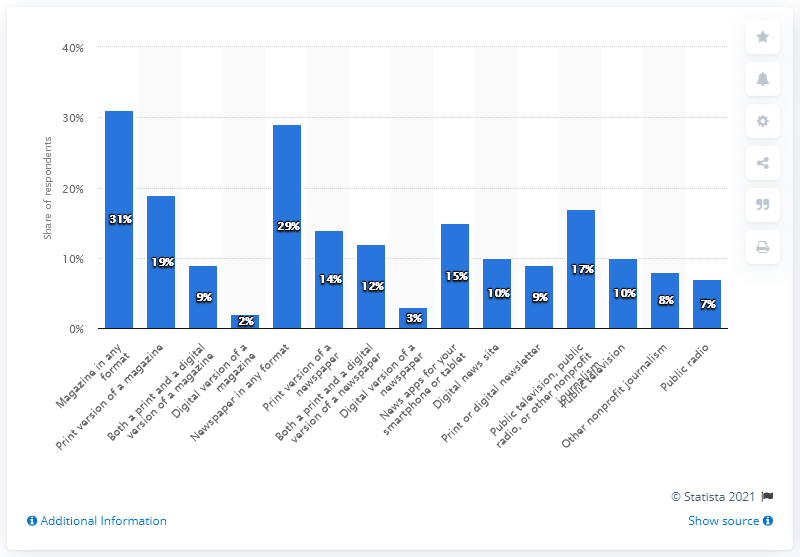 40%
30%
20%
10%
0%
Share of respondents
31%
19%
9%
2%
29%
14%
12%
3%
15%
10%
9%
17%
10%
8%
7%
Magazine in any
format
Print version of a magazine
Both a print and a digital
version of a magazine
Digital version of a
magazine
Newspaper in any format
Print version of a
newspaper
Both a print and a digital
version of a newspaper
Digital version of a
newspaper
News apps for your
smartphone or tablet
Digital news site
Print or digital newsletter
Public television, public
radio, or other nonprofit
journalism
Public television
Other nonprofit journalism
Public radio
© Statista 2021
Additional Information
Show source